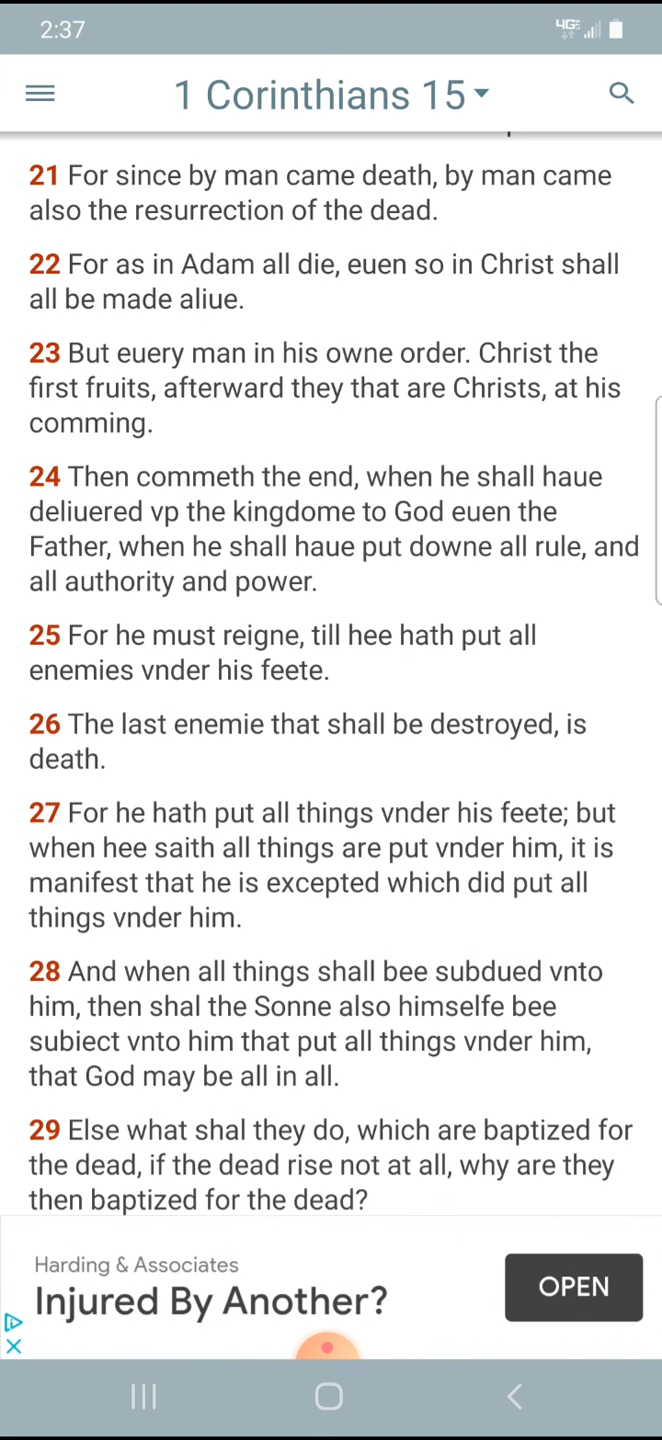 2:37
4GE
1 Corinthians 15
21 For since by man came death, by man came
also the resurrection of the dead.
22 For as in Adam all die, euen so in Christ shall
all be made aliue.
23 But euery man in his owne order. Christ the
first fruits, afterward they that are Christs, at his
comming.
24 Then commeth the end, when he shall haue
deliuered vp the kingdome to God euen the
Father, when he shall haue put downe all rule, and
all authority and power.
25 For he must reigne, till hee hath put all
enemies vnder his feete.
26 The last enemie that shall be destroyed, is
death.
27 For he hath put all things vnder his feete; but
when hee saith all things are put vnder him, it is
manifest that he is excepted which did put all
things vnder him.
28 And when all things shall bee subdued vnto
him, then shal the Sonne also himselfe bee
subiect vnto him that put all things vnder him,
that God may be all in all.
29 Else what shal they do, which are baptized for
the dead, if the dead rise not at all, why are they
then baptized for the dead?
Harding & Associates
Injured By Another?
OPEN